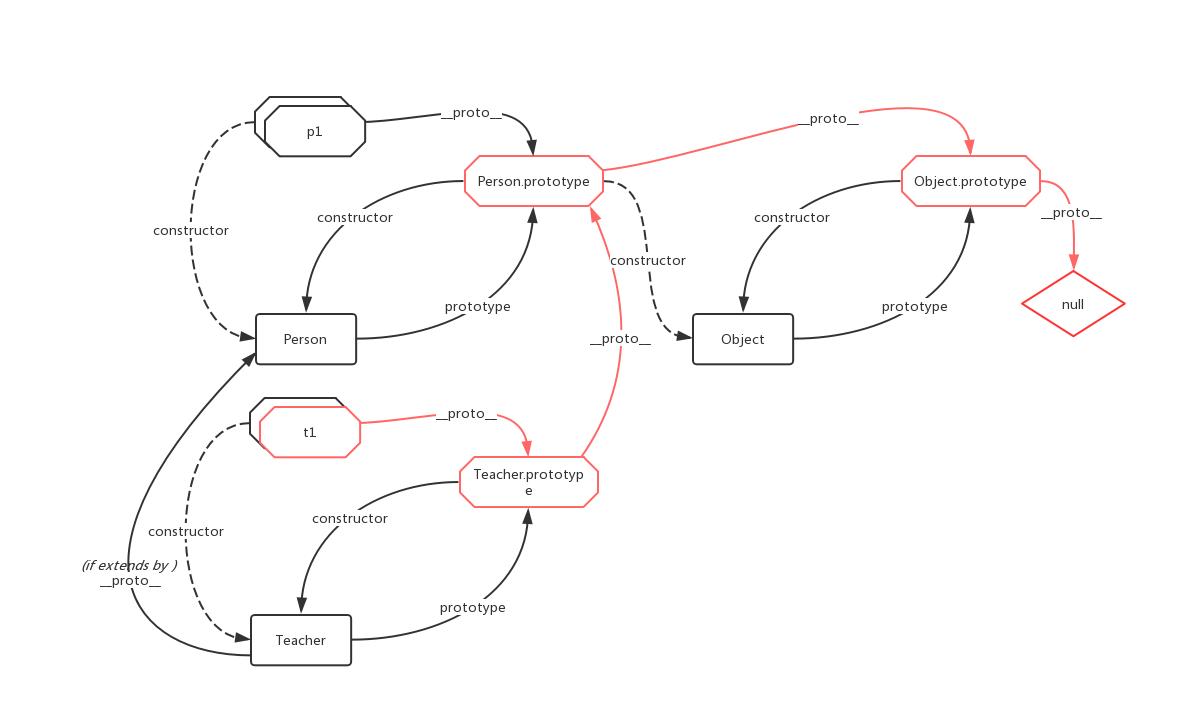 __proto__
p1
__proto__
Person.prototype
Object.prototype
__proto__
constructor
constructor
constructor
constructor
prototype
prototype
null
Person
__proto__
Object
__proto__
t1
Teacher.prototyp
e
constructor
constructor
(if extends by )
__proto__
prototype
Teacher